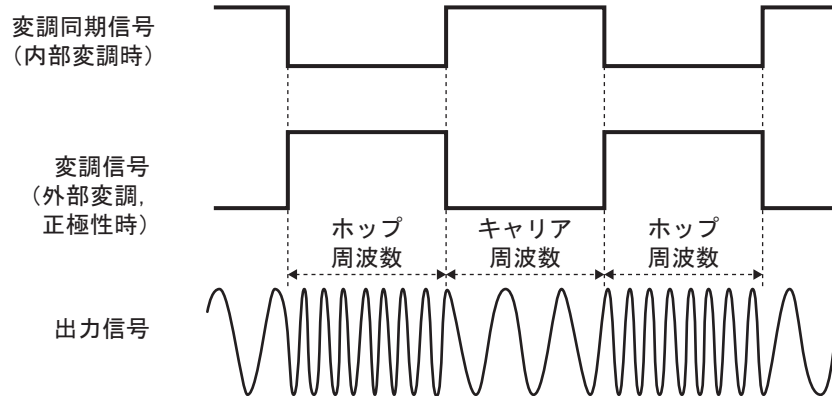 変調同期信号
（内部変調時）
変調信号
（外部変調,
正極性時）
ホップ
周波数
キャリア
周波数
ホップ
周波数
出力信号